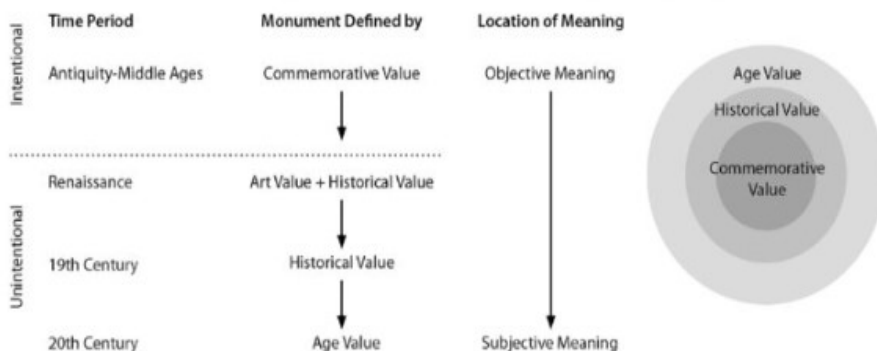 Time Period Monument Defined by Location of Meaning
Intentional
Antiquity-Middle Ages Commemorative Value Objective Meaning
Unintentional
Renaissance Art Value + Historical Value
19th Century Historical Value
20th Century Age Value Subjective Meaning
Age Value
Historical Value
Commemorative
Value